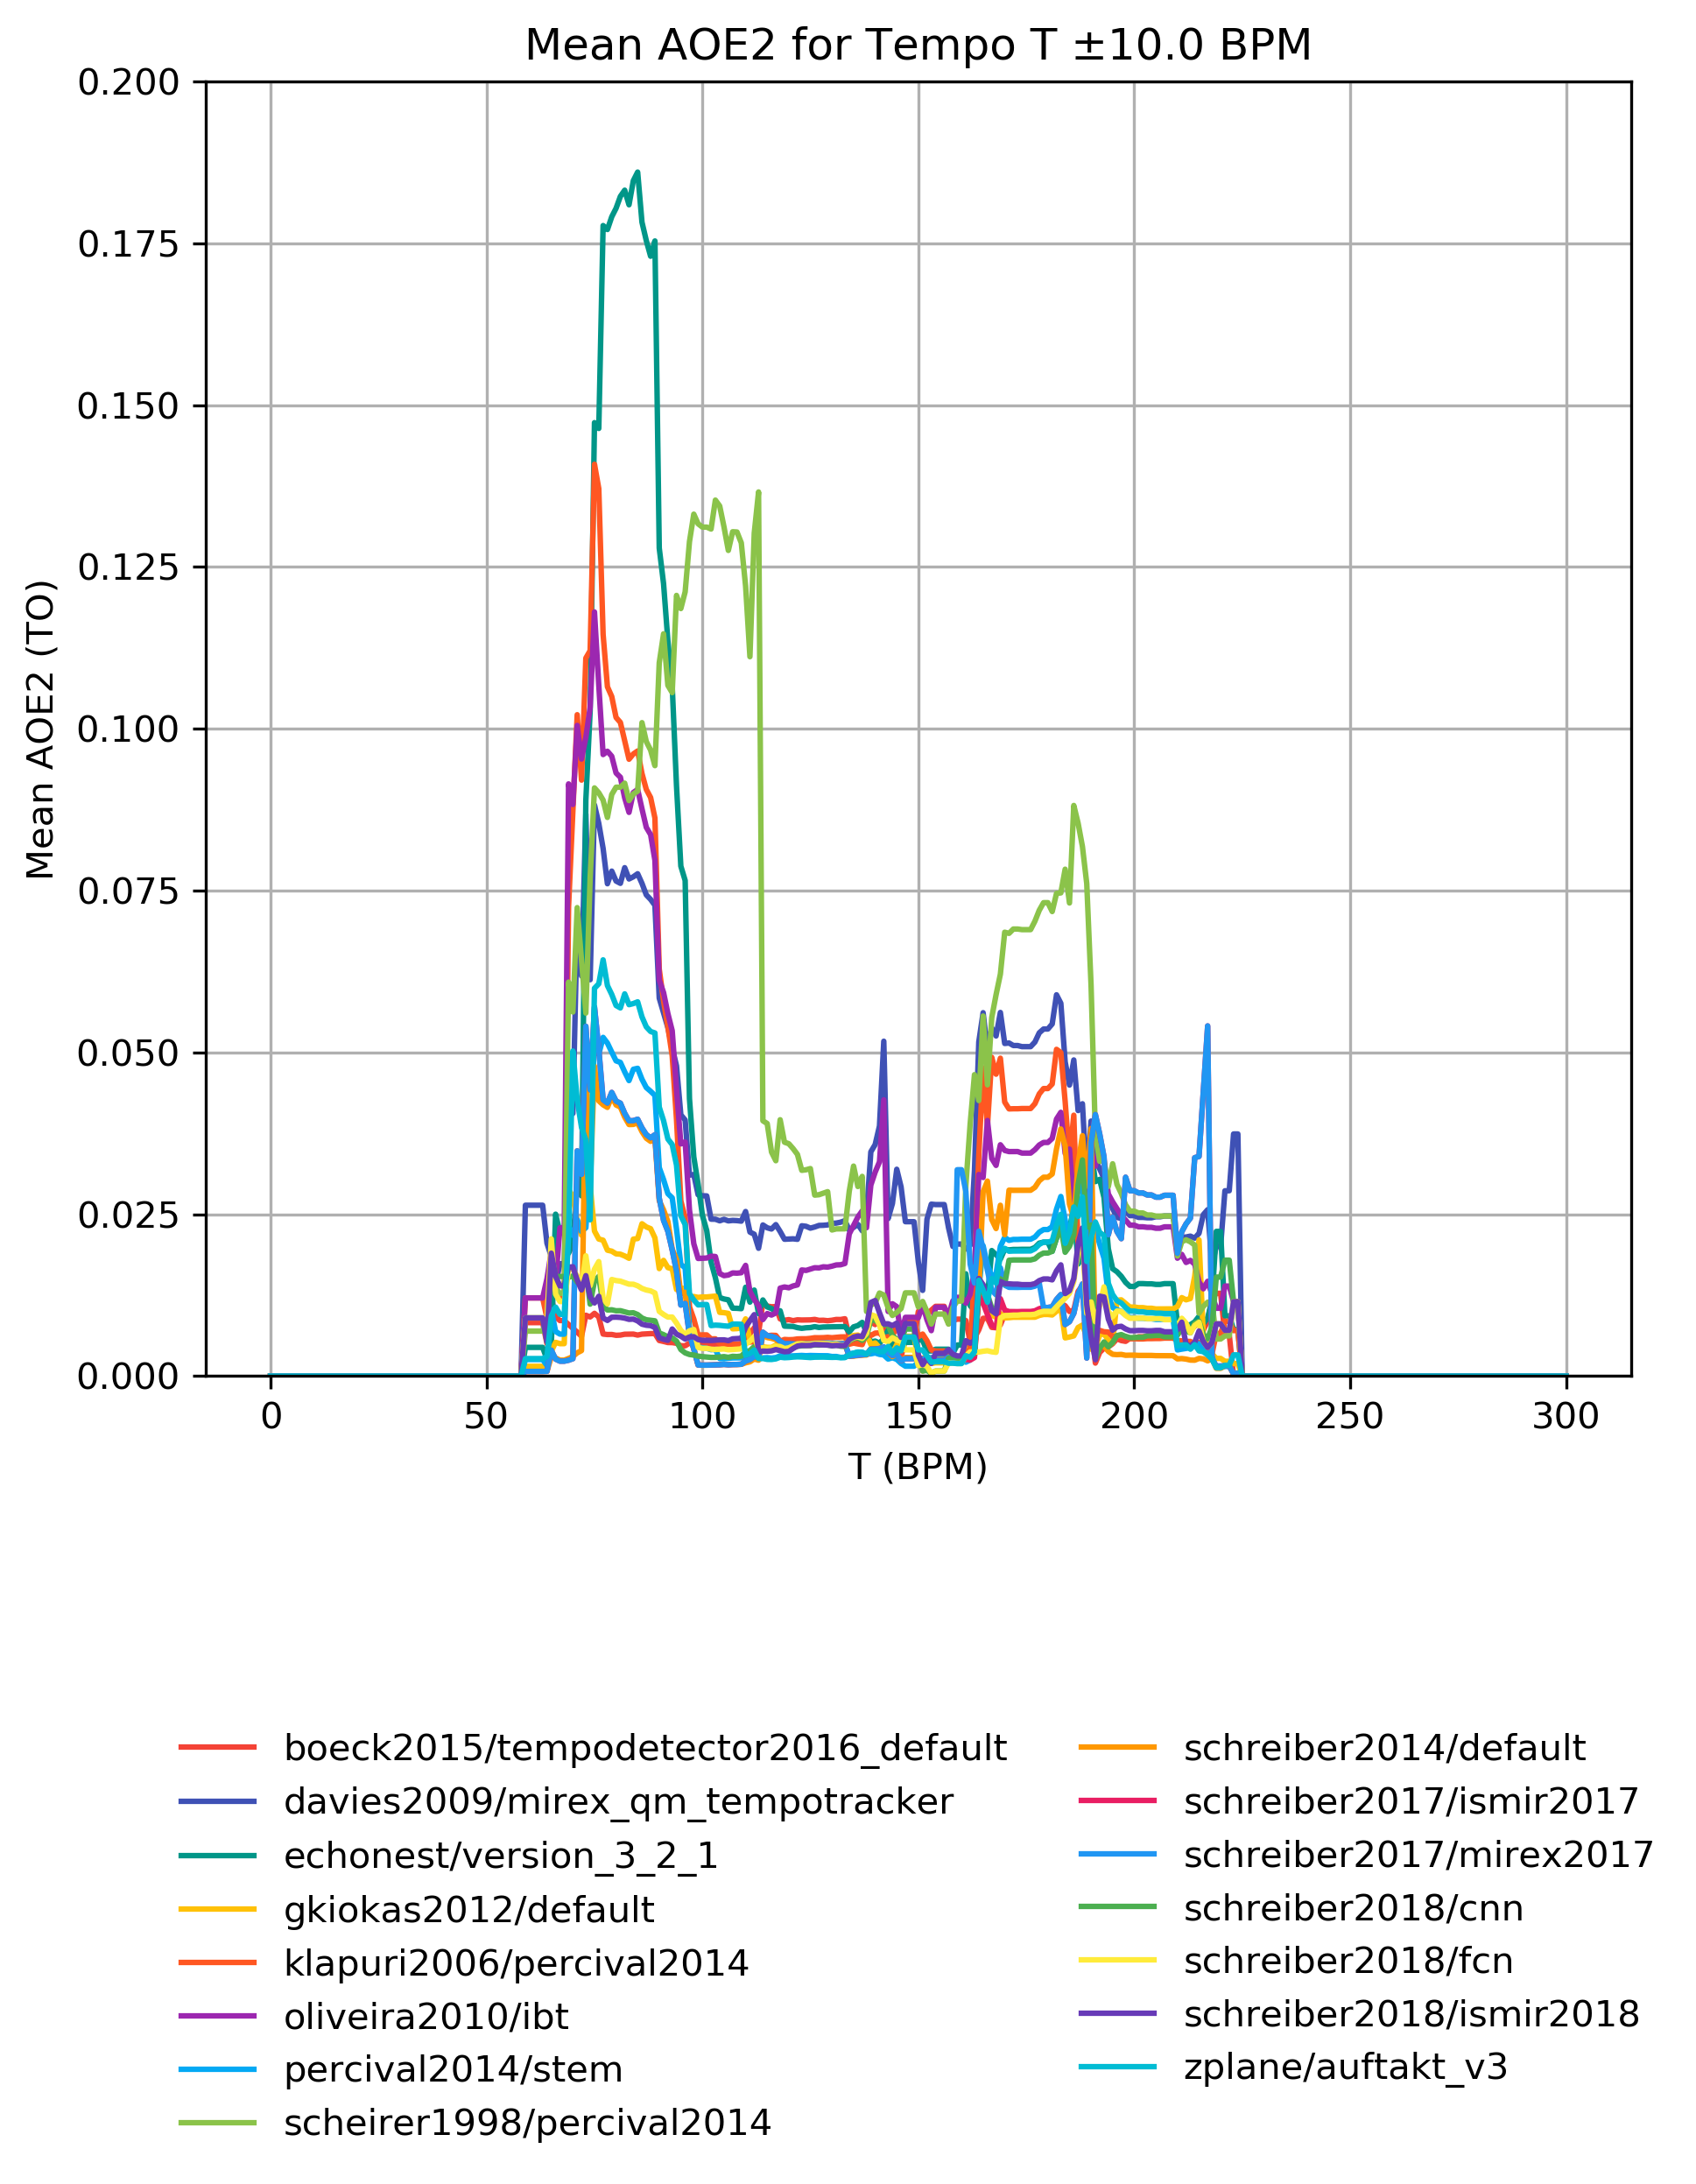 Mean AOE2 for Tempo T ±10.0 BPM
0.200
0.175
0.150
0.125
0.100
0.075
0.050
0.025
0.000
Mean AOE2 (TO)
0 50 100 150 200 250 300
T (BPM)
boeck2015/tempodetector2016_default
davies2009/mirex_qm_tempotracker
echonest/version_3_2_1
gkiokas2012/default
klapuri2006/percival2014
oliveira2010/ibt
percival2014/stem
scheirer1998/percival2014
schreiber2014/default
schreiber2017/ismir2017
schreiber2017/mirex2017
schreiber2018/cnn
schreiber2018/fcn
schreiber2018/ismir2018
zplane/auftakt_v3